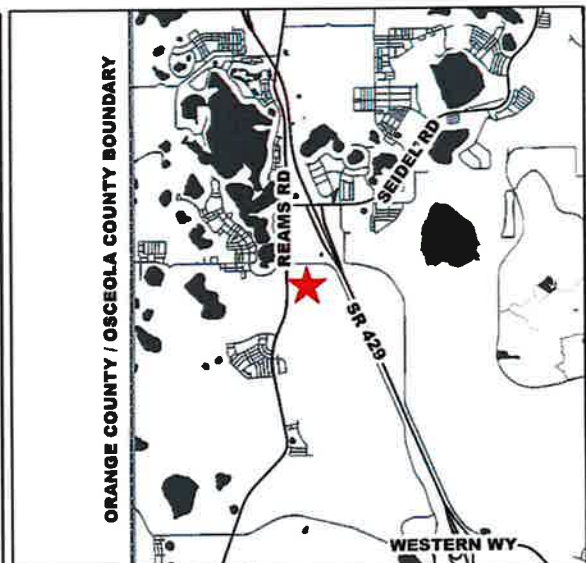 ORANGE COUNTY / OSCEOLA COUNTY BOUNDARY
REAMS RD
SEIDEL RD
SR 429
WESTERN WY